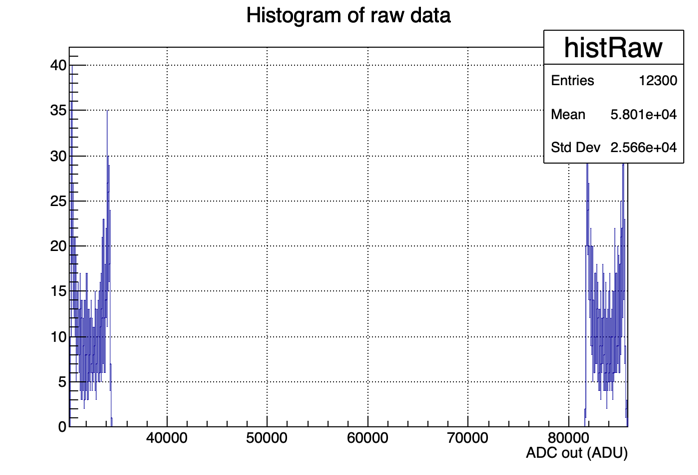 Histogram of raw data
histRaw
Entries 12300
Mean 5.801e+04
Std Dev 2.566e+04
40
35
30
25
20
15
10
5
0
40000 50000 60000 70000 80000
ADC out (ADU)